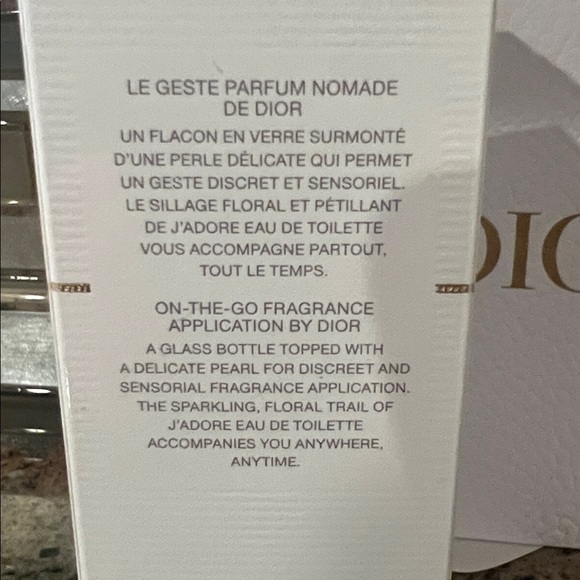 LE GESTE PARFUM NOMADE
DE DIOR
UN FLACON EN VERRE SURMONTÉ
D'UNE PERLE DÉLICATE QUI PERMET
UN GESTE DISCRET ET SENSORIEL.
LE SILLAGE FLORAL ET PÉTILLANT
DE J'ADORE EAU DE TOILETTE
VOUS ACCOMPAGNE PARTOUT,
TOUT LE TEMPS.
ON-THE-GO FRAGRANCE
APPLICATION BY DIOR
A GLASS BOTTLE TOPPED WITH
A DELICATE PEARL FOR DISCREET AND
SENSORIAL FRAGRANCE APPLICATION.
THE SPARKLING, FLORAL TRAIL OF
J'ADORE EAU DE TOILETTE
ACCOMPANIES YOU ANYWHERE,
ANYTIME.
DIO